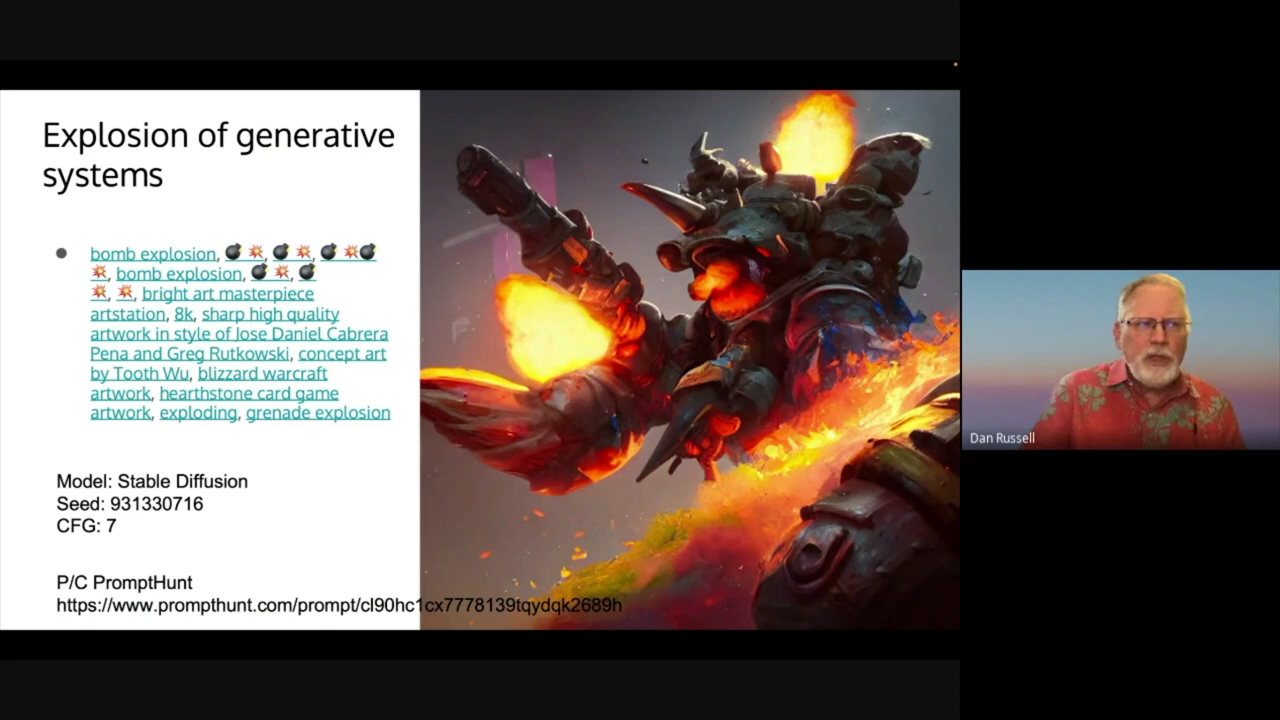 Explosion of generative
systems
● bomb explosion, 💣💥, 💣💥, 💣💥💣
💥, bomb explosion, 💣💥, 💣
💥, 💥, bright art masterpiece
artstation, 8k, sharp high quality
artwork in style of Jose Daniel Cabrera
Pena and Greg Rutkowski, concept art
by Tooth Wu, blizzard warcraft
artwork, hearthstone card game
artwork, exploding, grenade explosion
Model: Stable Diffusion
Seed: 931330716
CFG: 7
P/C PromptHunt
https://www.prompthunt.com/prompt/cl90hc1cx7778139tqydqk2689h
Dan Russell